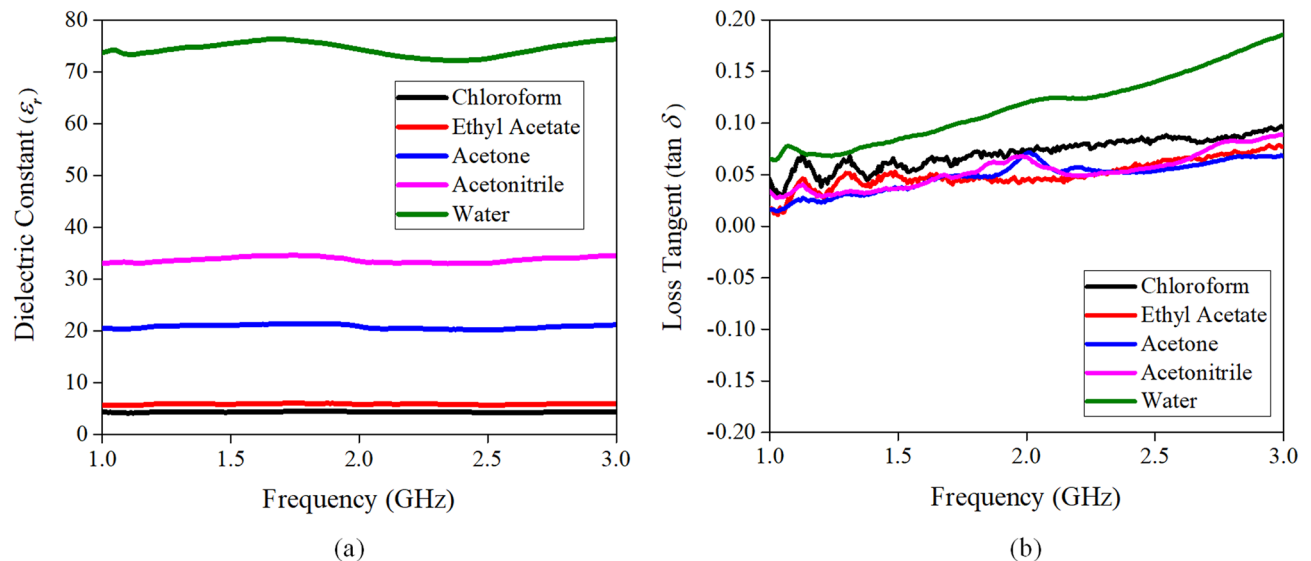 80
70
60
50
40
30
20
10
0
Dielectric Constant (εr)
Chloroform
Ethyl Acetate
Acetone
Acetonitrile
Water
1.0 1.5 2.0 2.5 3.0
Frequency (GHz)
(a)
0.20
0.15
0.10
0.05
0.00
-0.05
-0.10
-0.15
-0.20
Loss Tangent (tan δ)
Chloroform
Ethyl Acetate
Acetone
Acetonitrile
Water
1.0 1.5 2.0 2.5 3.0
Frequency (GHz)
(b)